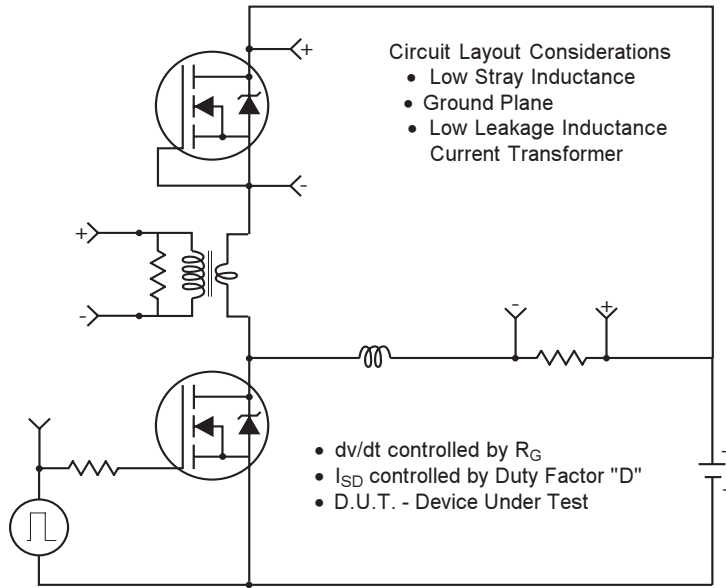 +
Circuit Layout Considerations
• Low Stray Inductance
• Ground Plane
• Low Leakage Inductance
Current Transformer
-
+
-
-
+
• dv/dt controlled by RG
• ISD controlled by Duty Factor "D"
• D.U.T. - Device Under Test